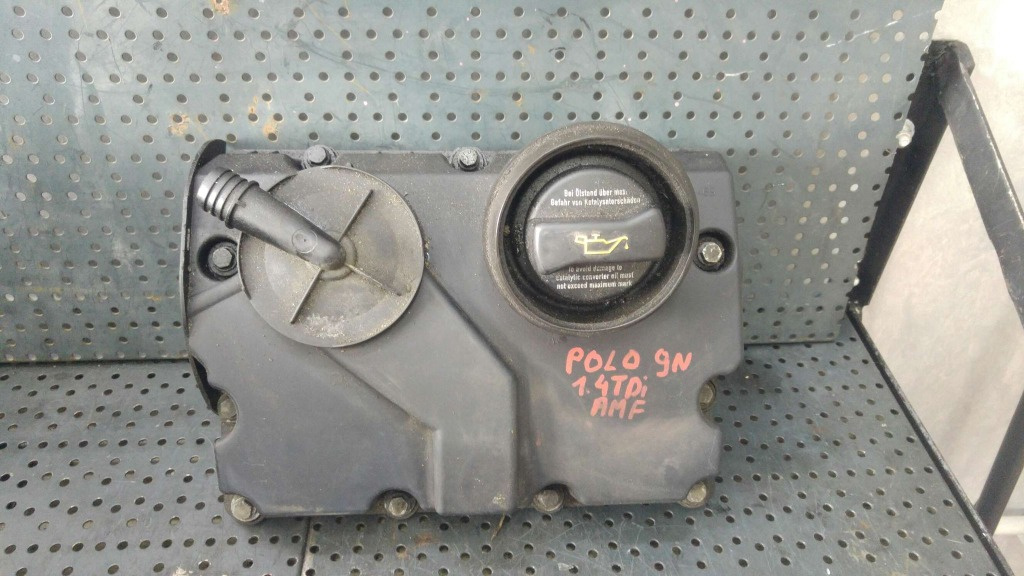 Bei Ölstand über max:
Gefahr von Katalysatorschäden
To avoid damage to
catalytic converter oil must
not exceed maximum mark
POLO 9N
1.4TDi
AMF